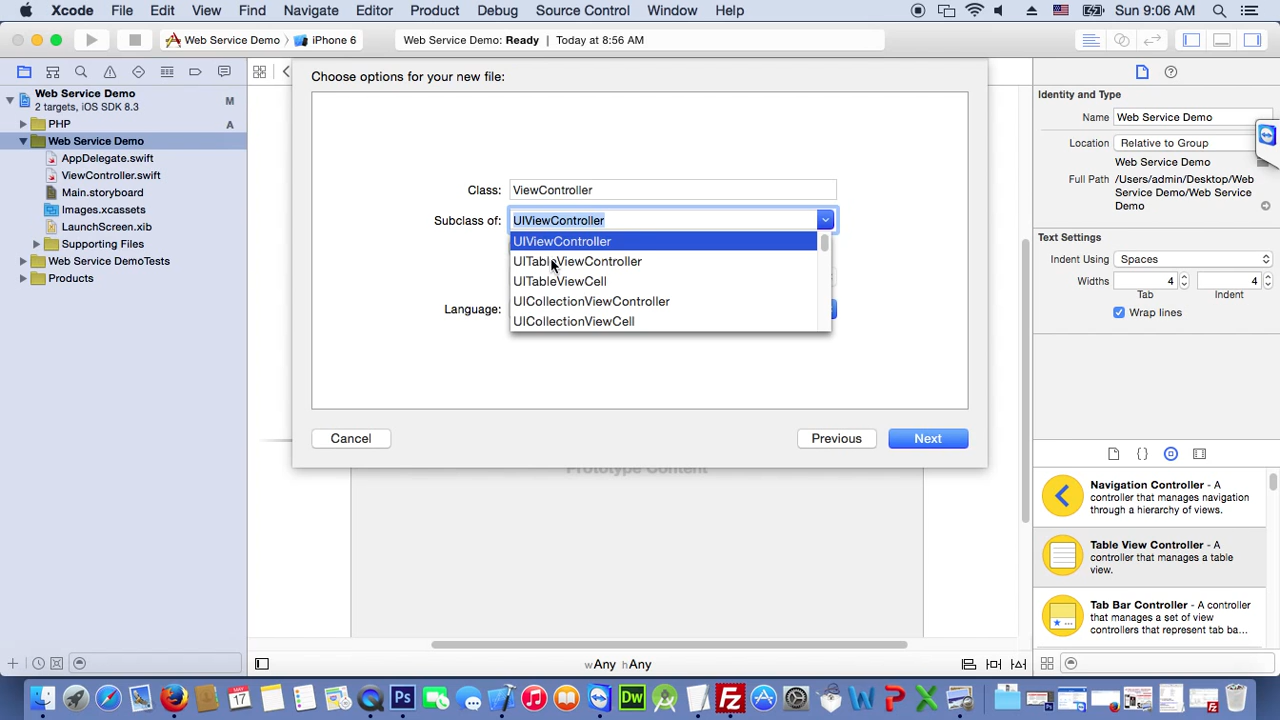 Xcode File Edit View Find Navigate Editor Product Debug Source Control Window Help Sun 9:06 AM
Web Service Demo iPhone 6 Web Service Demo: Ready Today at 8:56 AM
Web Service Demo
2 targets, iOS SDK 8.3
M
PHP
A
Web Service Demo
AppDelegate.swift
ViewController.swift
Main.storyboard
Images.xcassets
LaunchScreen.xib
Supporting Files
Web Service DemoTests
Products
Choose options for your new file:
Class: ViewController
Subclass of: UIViewController
UIViewController
UITableViewController
UITableViewCell
UICollectionViewController
UICollectionViewCell
Language:
Cancel
Previous
Next
Prototype Content
wAny hAny
Identity and Type
Name Web Service Demo
Location Relative to Group
Web Service Demo
Full Path /Users/admin/Desktop/Web
Service Demo/Web Service
Demo
Text Settings
Indent Using Spaces
Widths 4 4
Tab Indent
Wrap lines
Navigation Controller - A
controller that manages navigation
through a hierarchy of views.
Table View Controller - A
controller that manages a table
view.
Tab Bar Controller - A controller
that manages a set of view
controllers that represent tab ba...
17
Ps
Dw
Fz
W
P
X